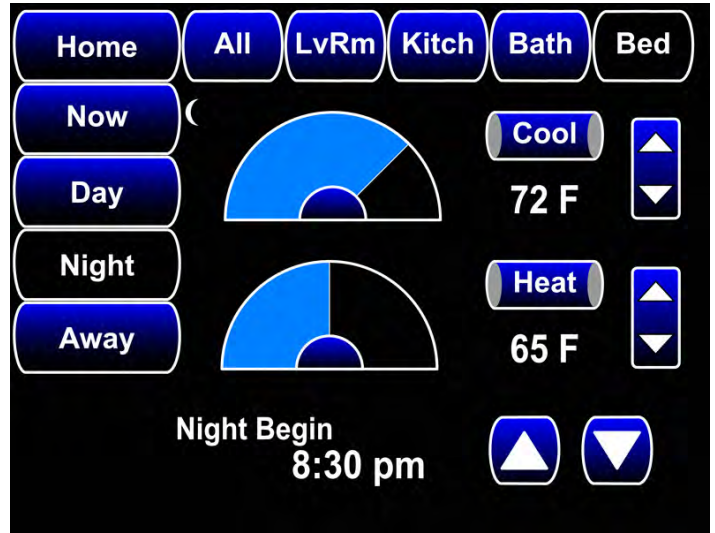 Home All LvRm Kitch Bath Bed
Now
Day
Night
Away
Cool
72 F
Heat
65 F
Night Begin
8:30 pm